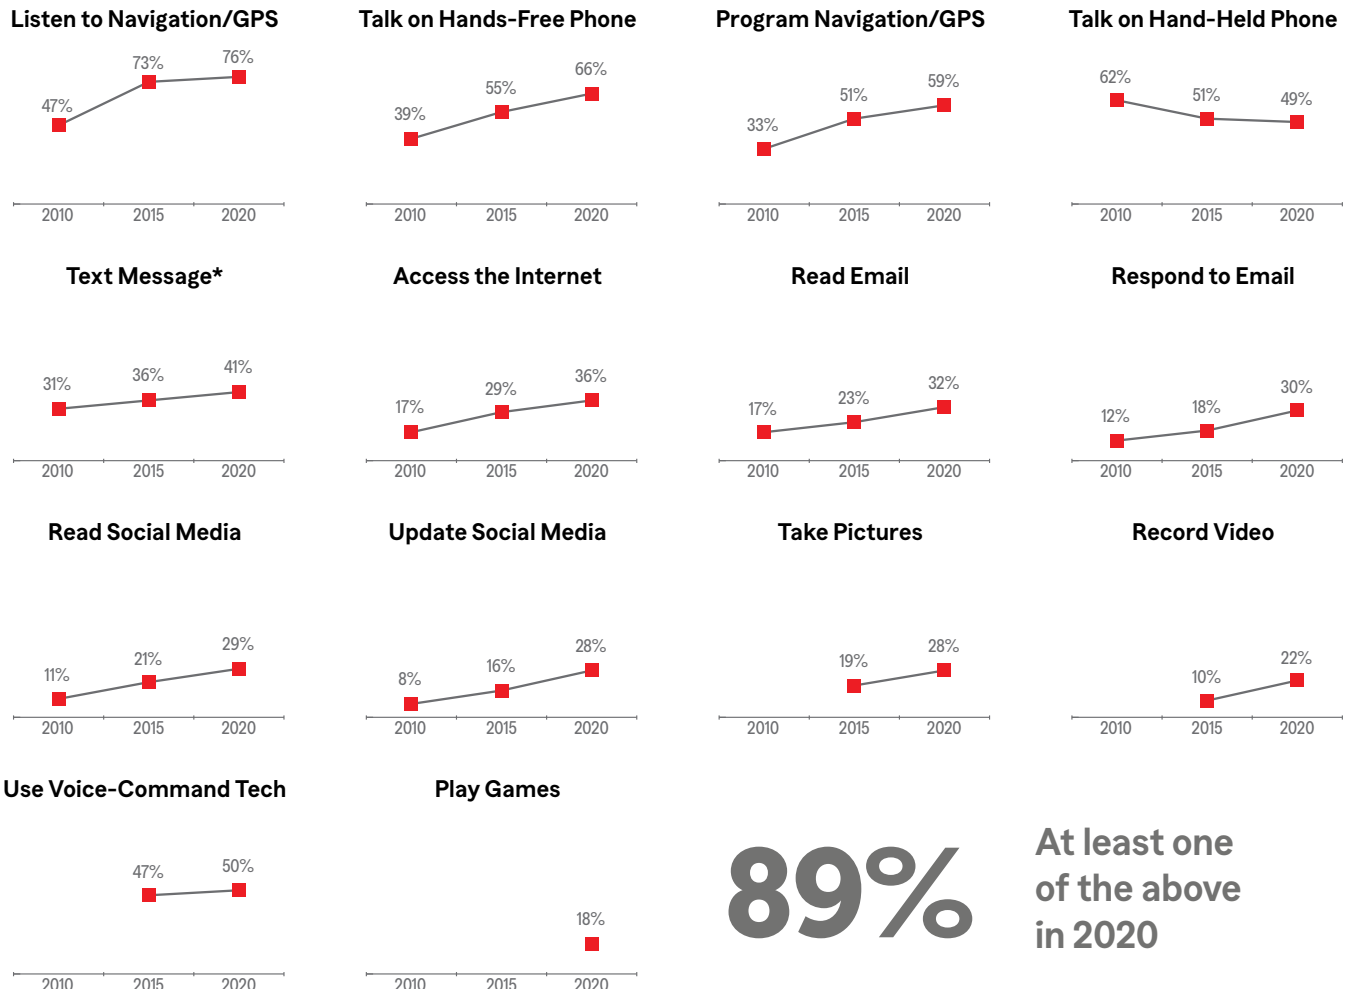 Listen to Navigation/GPS
47%
73%
76%
2010 2015 2020
Talk on Hands-Free Phone
39%
55%
66%
2010 2015 2020
Program Navigation/GPS
33%
51%
59%
2010 2015 2020
Talk on Hand-Held Phone
62%
51%
49%
2010 2015 2020
Text Message*
31%
36%
41%
2010 2015 2020
Access the Internet
17%
29%
36%
2010 2015 2020
Read Email
17%
23%
32%
2010 2015 2020
Respond to Email
12%
18%
30%
2010 2015 2020
Read Social Media
11%
21%
29%
2010 2015 2020
Update Social Media
8%
16%
28%
2010 2015 2020
Take Pictures
19%
28%
2010 2015 2020
Record Video
10%
22%
2010 2015 2020
Use Voice-Command Tech
47%
50%
2010 2015 2020
Play Games
18%
2010 2015 2020
89%
At least one
of the above
in 2020